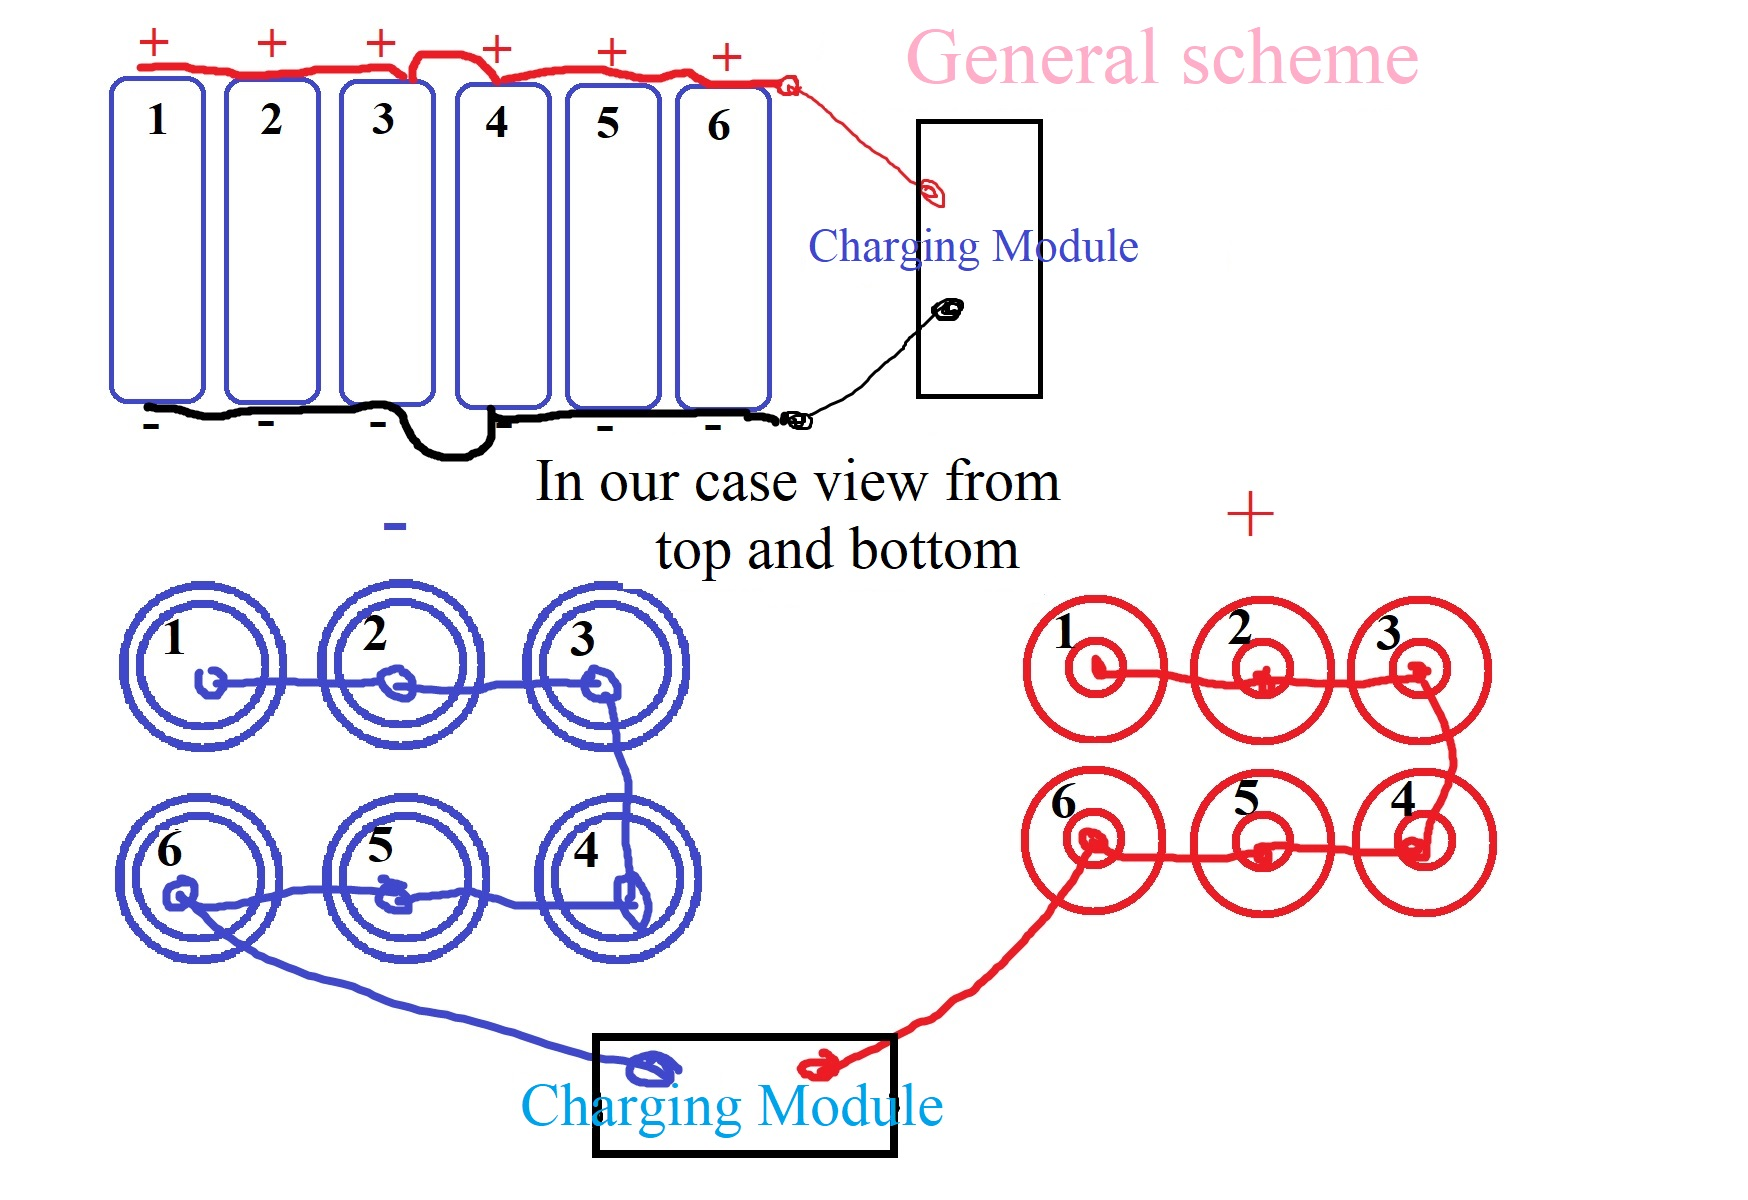 General scheme
+ + + + + +
1 2 3 4 5 6
Charging Module
- - - - - -
In our case view from
top and bottom
- +
1 2 3 1 2 3
6 5 4 6 5 4
Charging Module